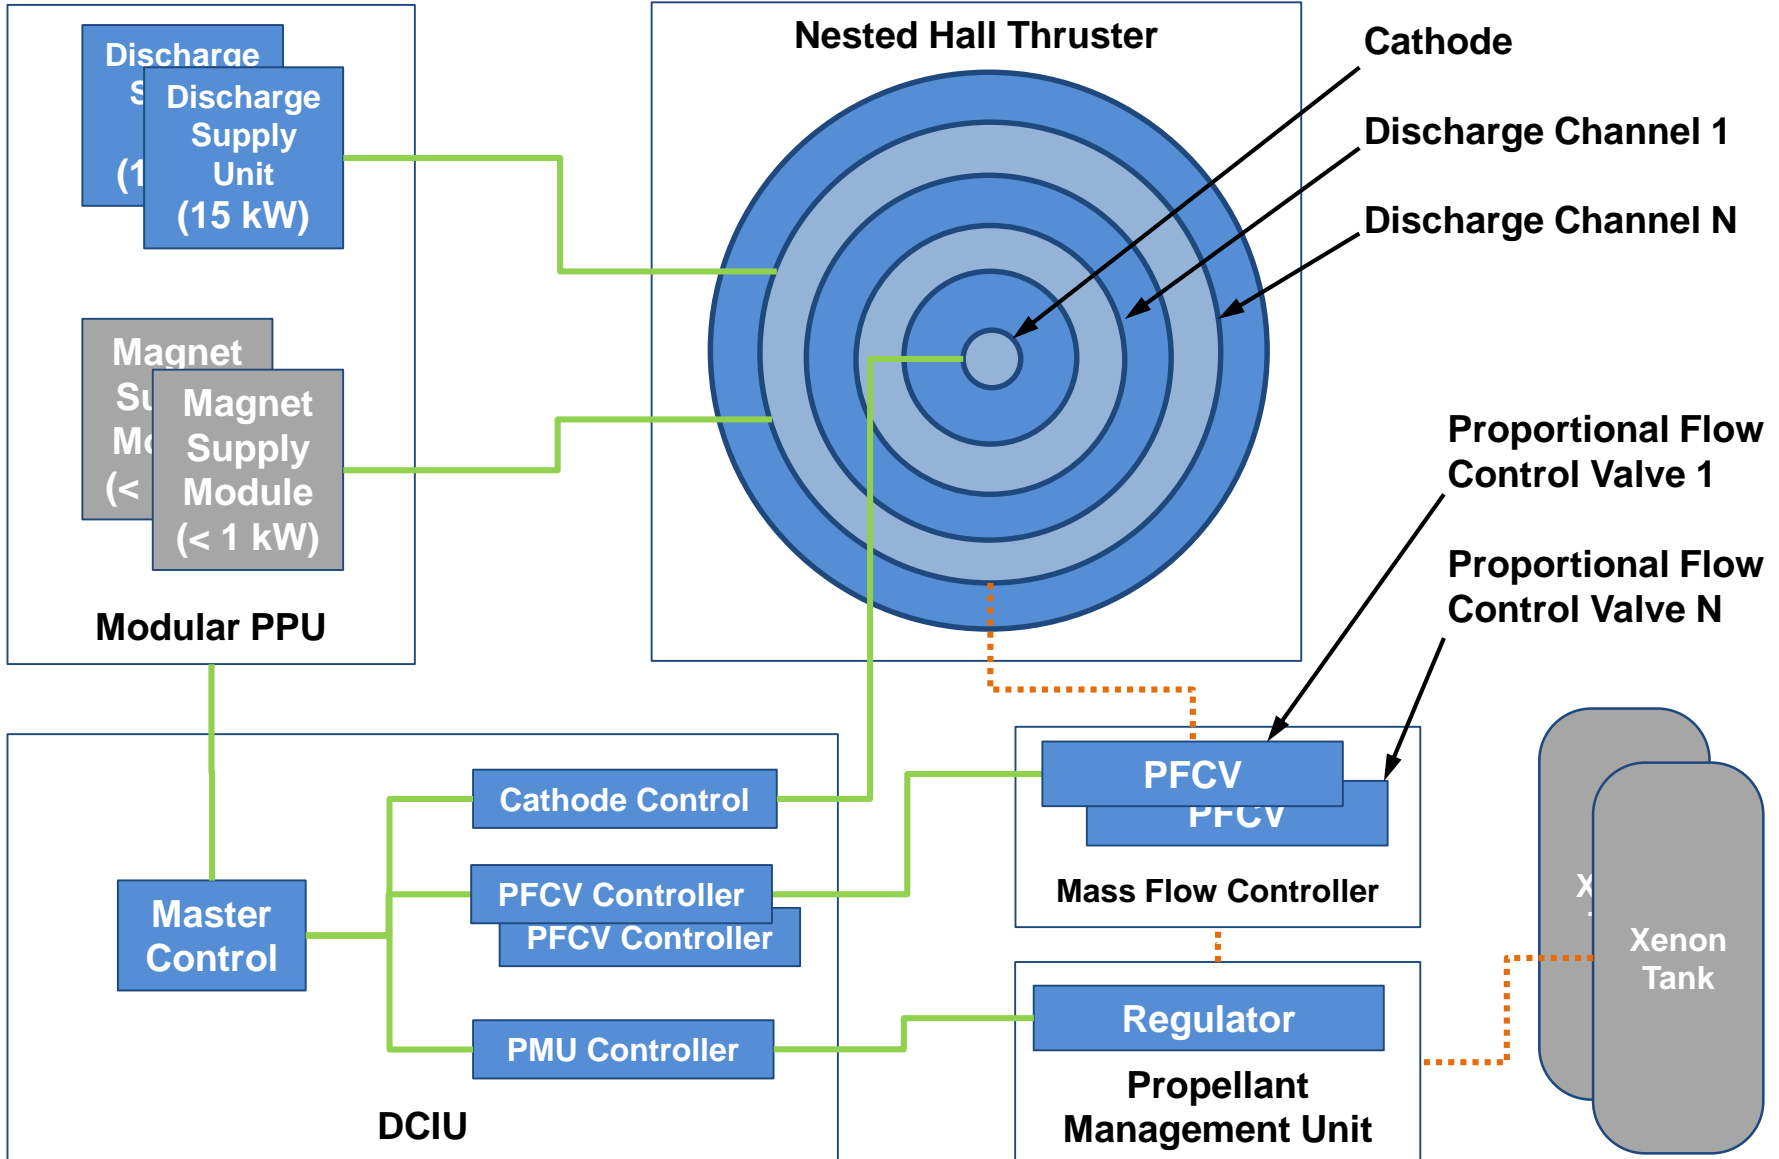 Discharge
Discharge
Supply
Unit
(15 kW)
Magnet
Magnet
Supply
Module
(< 1 kW)
Modular PPU
Nested Hall Thruster
Cathode
Discharge Channel 1
Discharge Channel N
Proportional Flow
Control Valve 1
Proportional Flow
Control Valve N
PFCV
PFCV
Mass Flow Controller
Cathode Control
PFCV Controller
PFCV Controller
PMU Controller
Master
Control
DCIU
Regulator
Propellant
Management Unit
Xenon
Tank